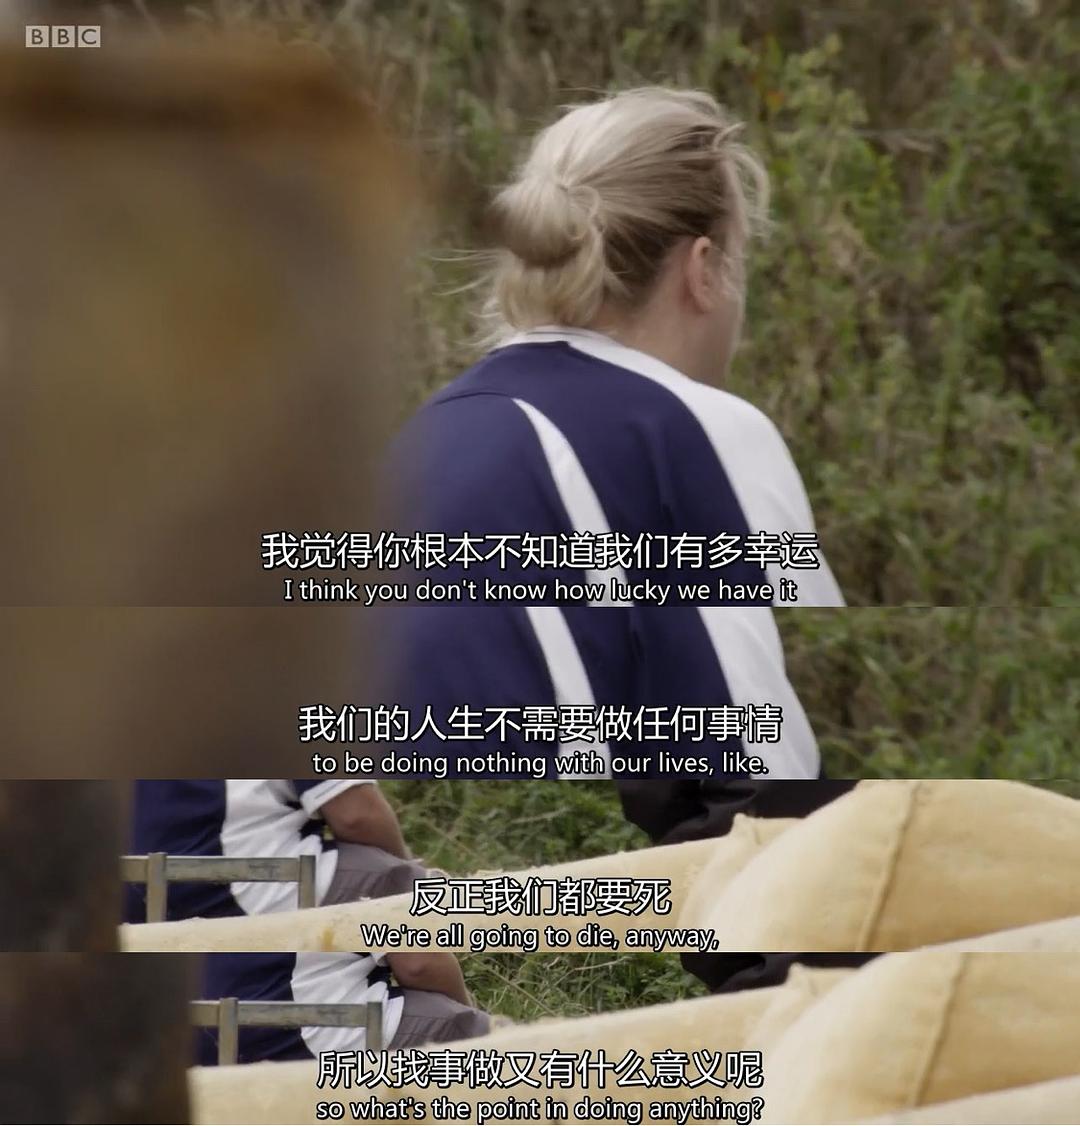 BBC
我觉得你根本不知道我们有多幸运
I think you don't know how lucky we have it
我们的人生不需要做任何事情
to be doing nothing with our lives, like.
反正我们都要死
We're all going to die, anyway,
所以找事做又有什么意义呢
so what's the point in doing anything?